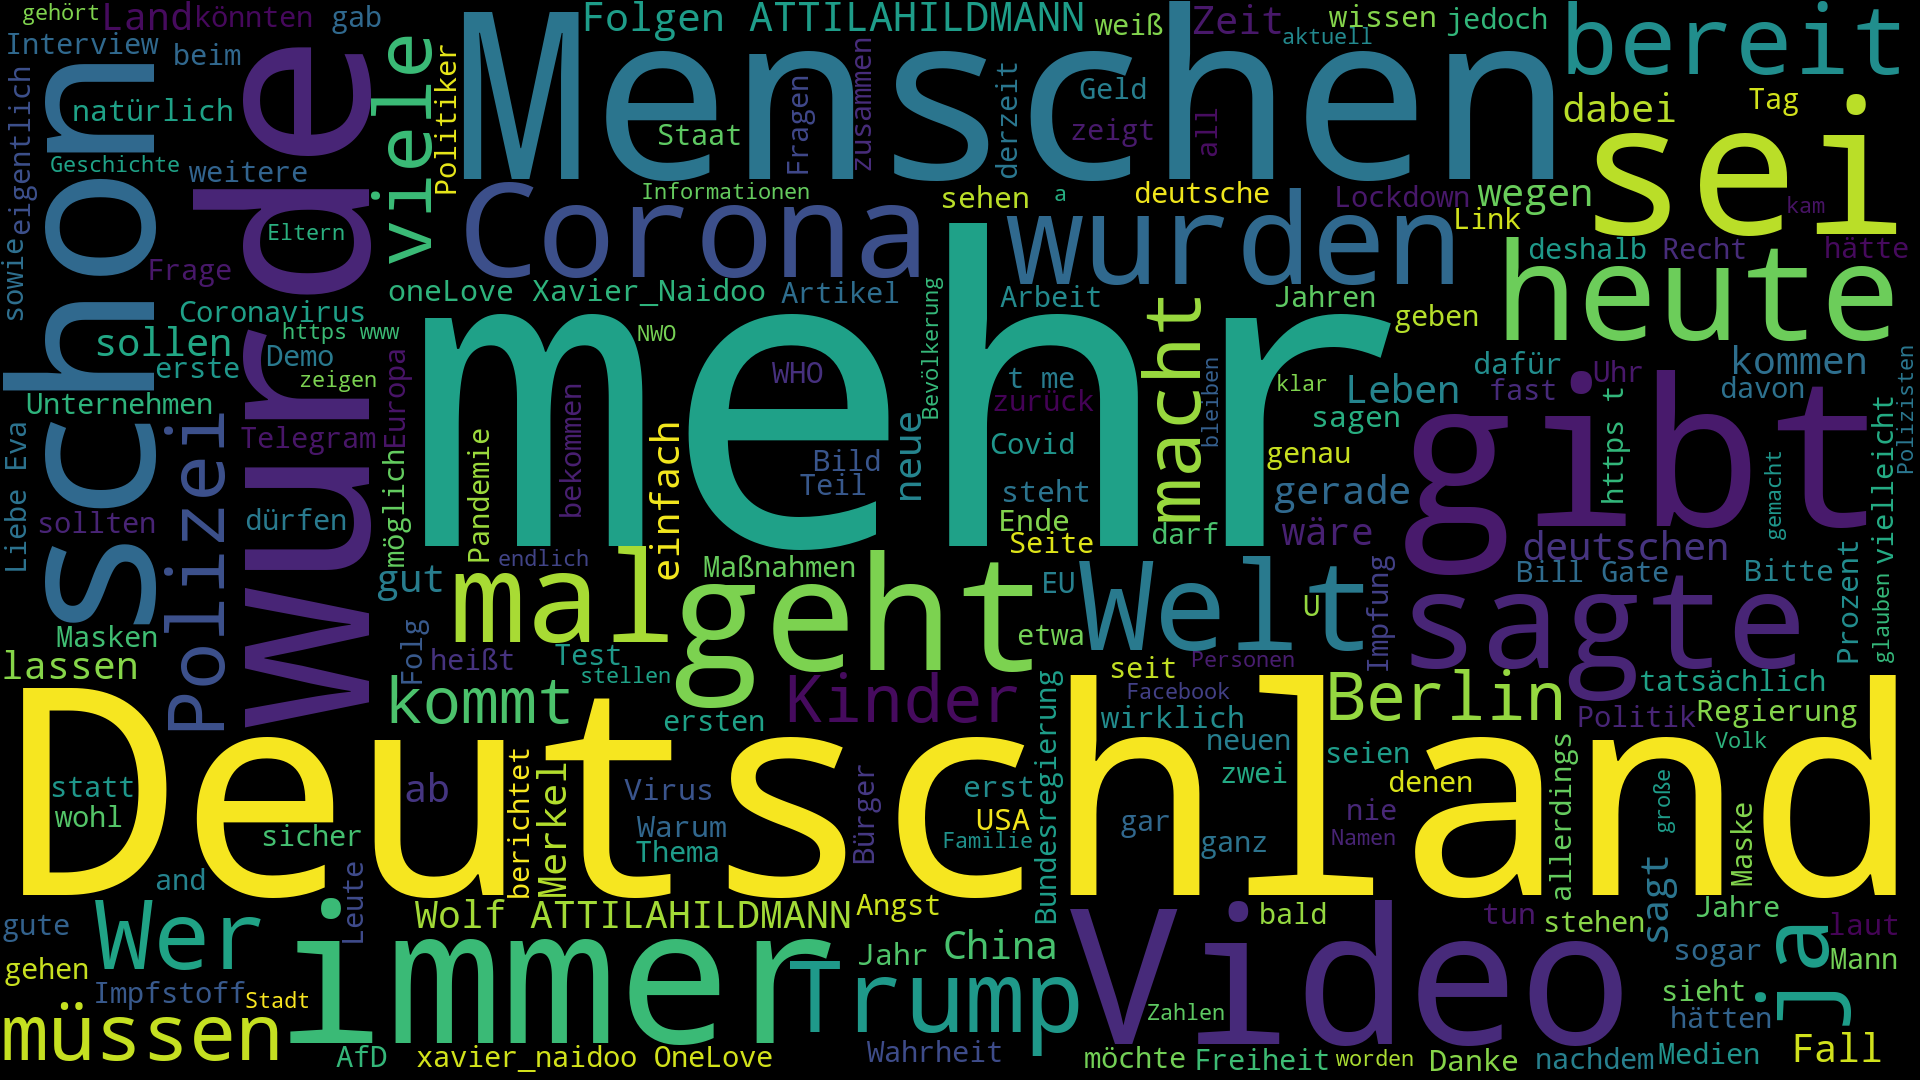 gehört
Land
könnten
gab
Folgen ATTILAHILDMANN
weiß
Zeit
wissen
jedoch
bereit
Interview
beim
schon
wurde
viele
Politiker
Menschen
aktuell
eigentlich
natürlich
Staat
Fragen
zusammen
derzeit
Geld
zeigt
all
dabei
Tag
sei
Geschichte
weitere
Informationen
sehen
a
deutsche
Lockdown
wegen
kam
Corona
wurden
Link
sowie
Eltern
Frage
deshalb
Recht
hätte
heute
oneLove Xavier_Naidoo
Artikel
Bevölkerung
Arbeit
Jahren
geben
Coronavirus
https www
NWO
mehr
macht
sollen
Demo
erste
zeigen
Europa
WHO
t me
zurück
bleiben
klar
Leben
dafür
fast
Uhr
kommen
davon
Polizisten
Unternehmen
Polizei
Telegram
möglich
Pandemie
bekommen
einfach
Bild
Teil
neue
Covid
sagen
genau
gibt
https t
gemacht
vielleicht
Liebe Eva
sollten
dürfen
steht
gerade
Ende
Seite
darf
wäre
deutschen
endlich
Maßnahmen
gut
mal
geht
EU
Welt
U
Impfung
Bill Gate
Bitte
Prozent
glauben
sagte
Masken
lassen
Folg
heißt
Test
stellen
etwa
seit
Personen
kommt
Kinder
ersten
Bundesregierung
Facebook
wirklich
Berlin
tatsächlich
Politik
Regierung
Volk
Deutschland
neuen
seien
zwei
denen
allerdings
große
Maske
statt
wohl
ab
berichtet
Merkel
Virus
Warum
Thema
Bürger
erst
USA
Familie
gar
ganz
nie
Namen
sicher
and
Leute
Wolf ATTILAHILDMANN
Angst
bald
tun
stehen
sagt
Jahre
laut
gute
Wer
immer
Jahr
China
Video
sogar
ja
Mann
gehen
Impfstoff
Stadt
Trump
Zahlen
sieht
hätten
müssen
AfD
xavier_naidoo OneLove
Wahrheit
möchte
Freiheit
worden
Danke
nachdem
Medien
Fall